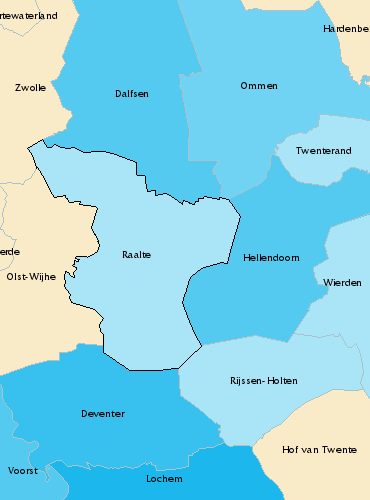 rtewaterland
Hardenbe
Zwolle
Dalfsen
Ommen
Twenterand
Raalte
erde
Hellendoorn
Olst-Wijhe
Wierden
Rijssen-Holten
Deventer
Hof van Twente
Voorst
Lochem